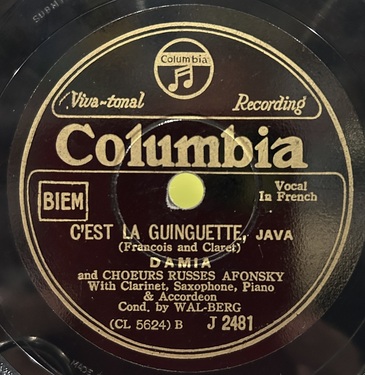 Columbia
Viva-tonal Recording
Columbia
BIEM
Vocal
In French
C'EST LA GUINGUETTE, JAVA
(Francois and Claret)
DAMIA
and CHOEURS RUSSES AFONSKY
With Clarinet, Saxophone, Piano
& Accordeon
Cond. by WAL-BERG
(CL 5624) B J 2481